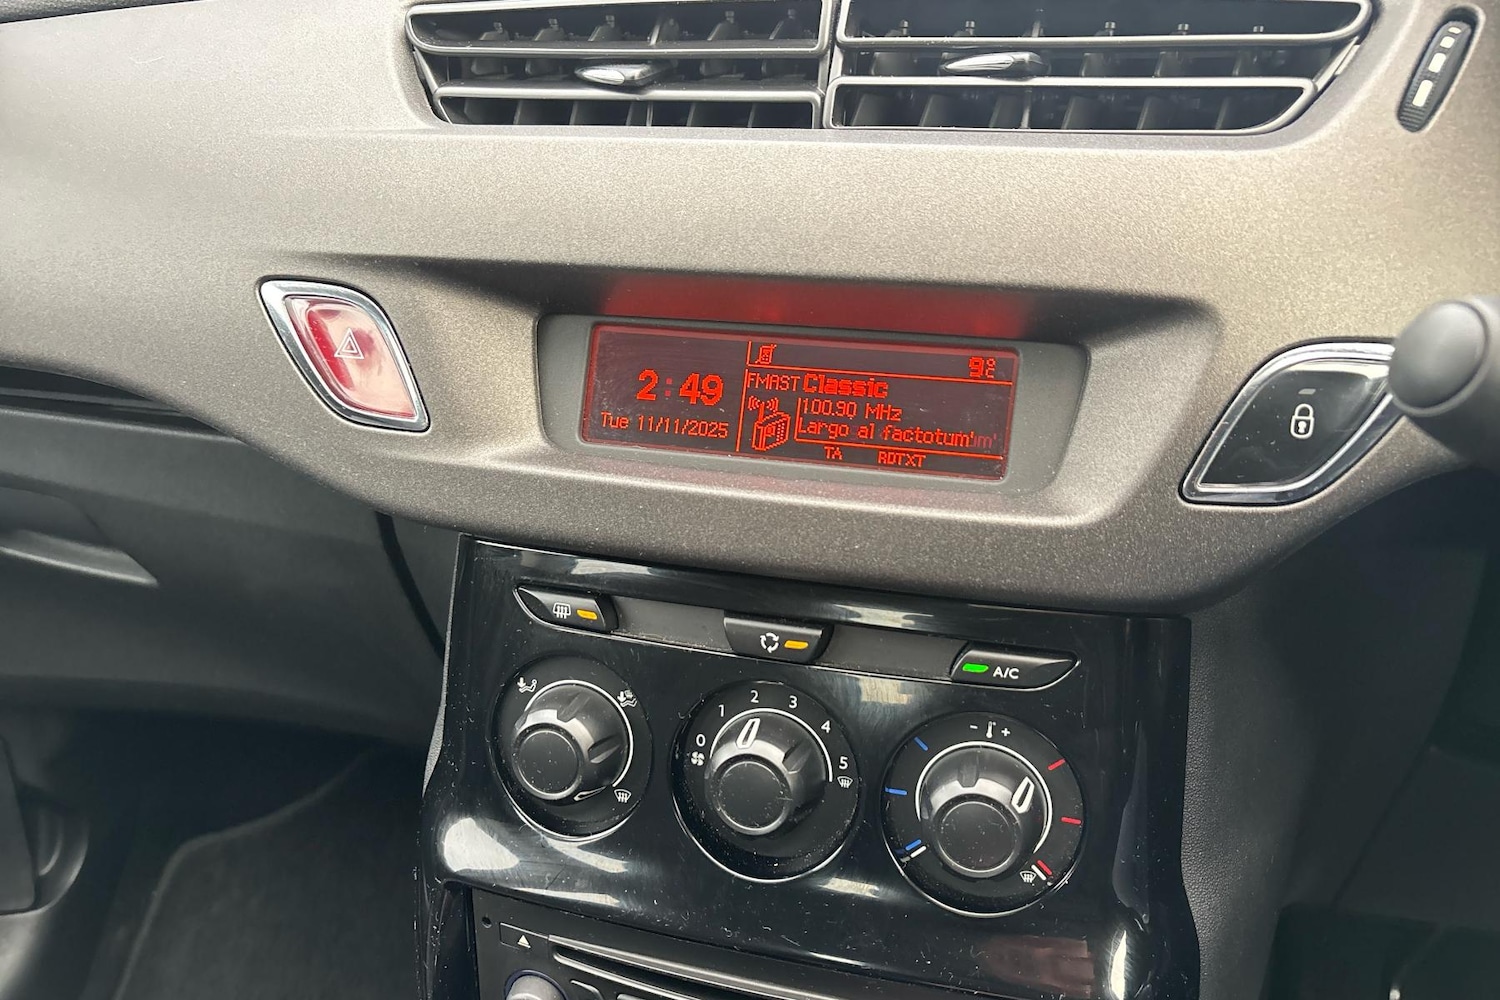 9°C
2:49
FMAST Classic
100.90 MHz
Tue 11/11/2025
Largo al factotum'
TA RDTXT
A/C
0 1 2 3 4 5
- +